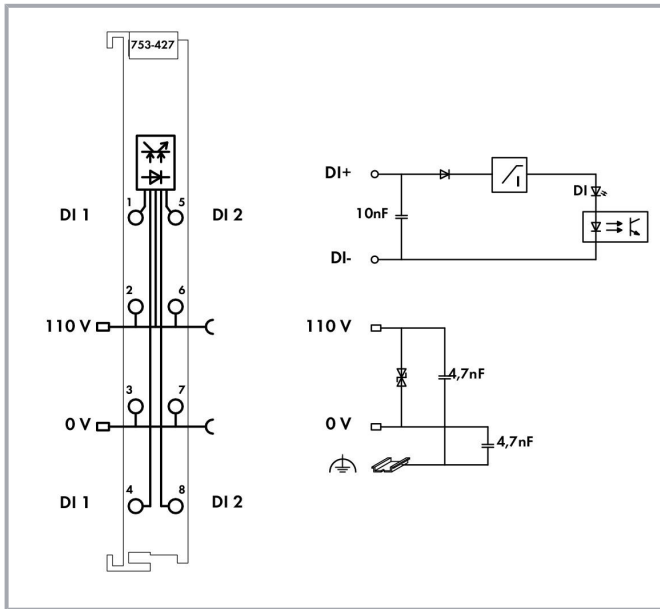 753-427
1 5
DI 1 DI 2
2 6
110 V
3 7
0 V
4 8
DI 1 DI 2
DI+
10nF
DI
DI-
110 V
4,7nF
0 V
4,7nF